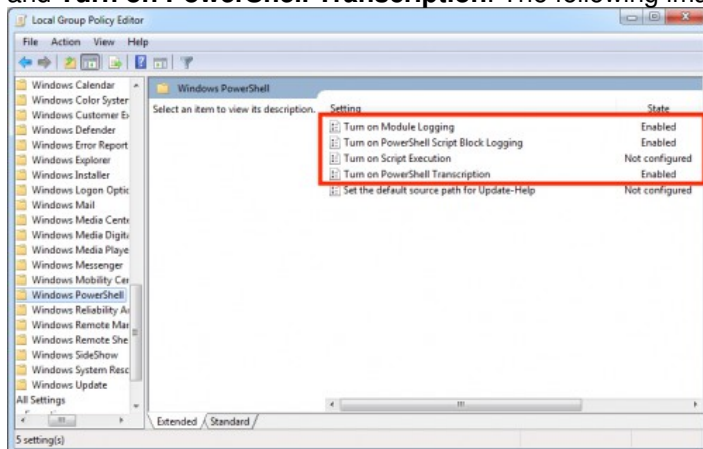 and Turn on PowerShell Transcription. The following
Local Group Policy Editor
File Action View Help
Windows Calendar
Windows Color Syster
Windows Customer Ex
Windows Defender
Windows Error Report
Windows Explorer
Windows Installer
Windows Logon Optic
Windows Mail
Windows Media Cente
Windows Media Digita
Windows Media Playe
Windows Messenger
Windows Mobility Cer
Windows PowerShell
Windows Reliability An
Windows Remote Mar
Windows Remote She
Windows SideShow
Windows System Resc
Windows Update
All Settings
Windows PowerShell
Select an item to view its description.
Setting State
Turn on Module Logging Enabled
Turn on PowerShell Script Block Logging Enabled
Turn on Script Execution Not configured
Turn on PowerShell Transcription Enabled
Set the default source path for Update-Help Not configured
Extended Standard
5 setting(s)